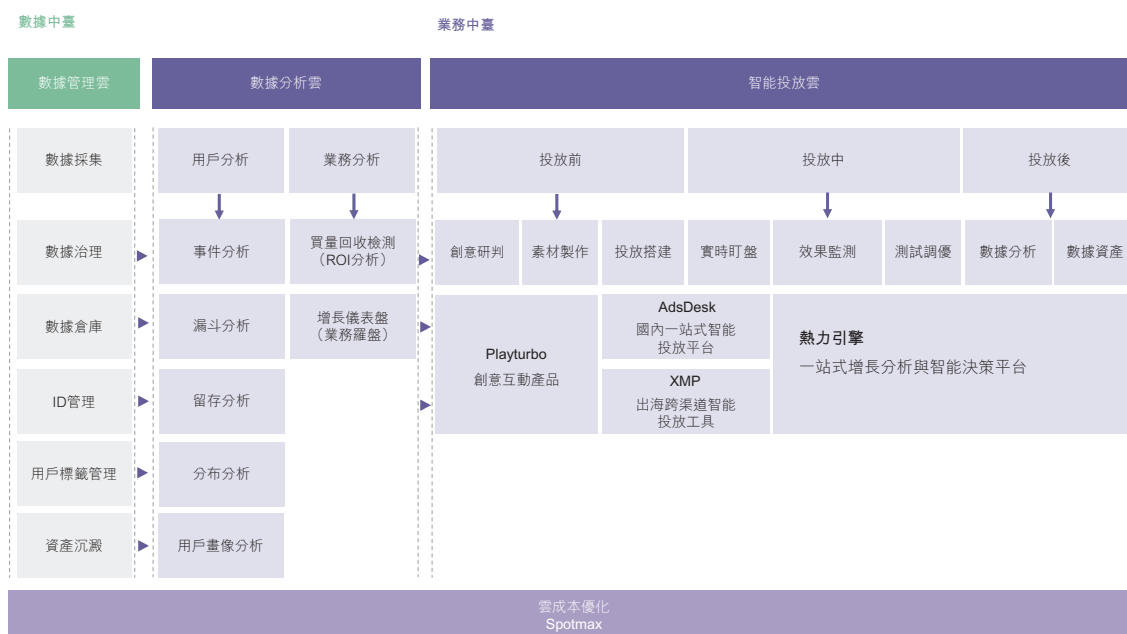 數據中臺
業務中臺
數據管理雲
數據分析雲
智能投放雲
數據採集
用戶分析
業務分析
投放前
投放中
投放後
數據治理
事件分析
買量回收檢測
（ROI分析）
創意研判
素材製作
投放搭建
實時盯盤
效果監測
測試調優
數據分析
數據資產
數據倉庫
漏斗分析
增長儀表盤
（業務羅盤）
Playturbo
創意互動產品
AdsDesk
國內一站式智能
投放平台
XMP
出海跨渠道智能
投放工具
熱力引擎
一站式增長分析與智能決策平台
ID管理
留存分析
用戶標籤管理
分布分析
資產沉澱
用戶畫像分析
雲成本優化
Spotmax